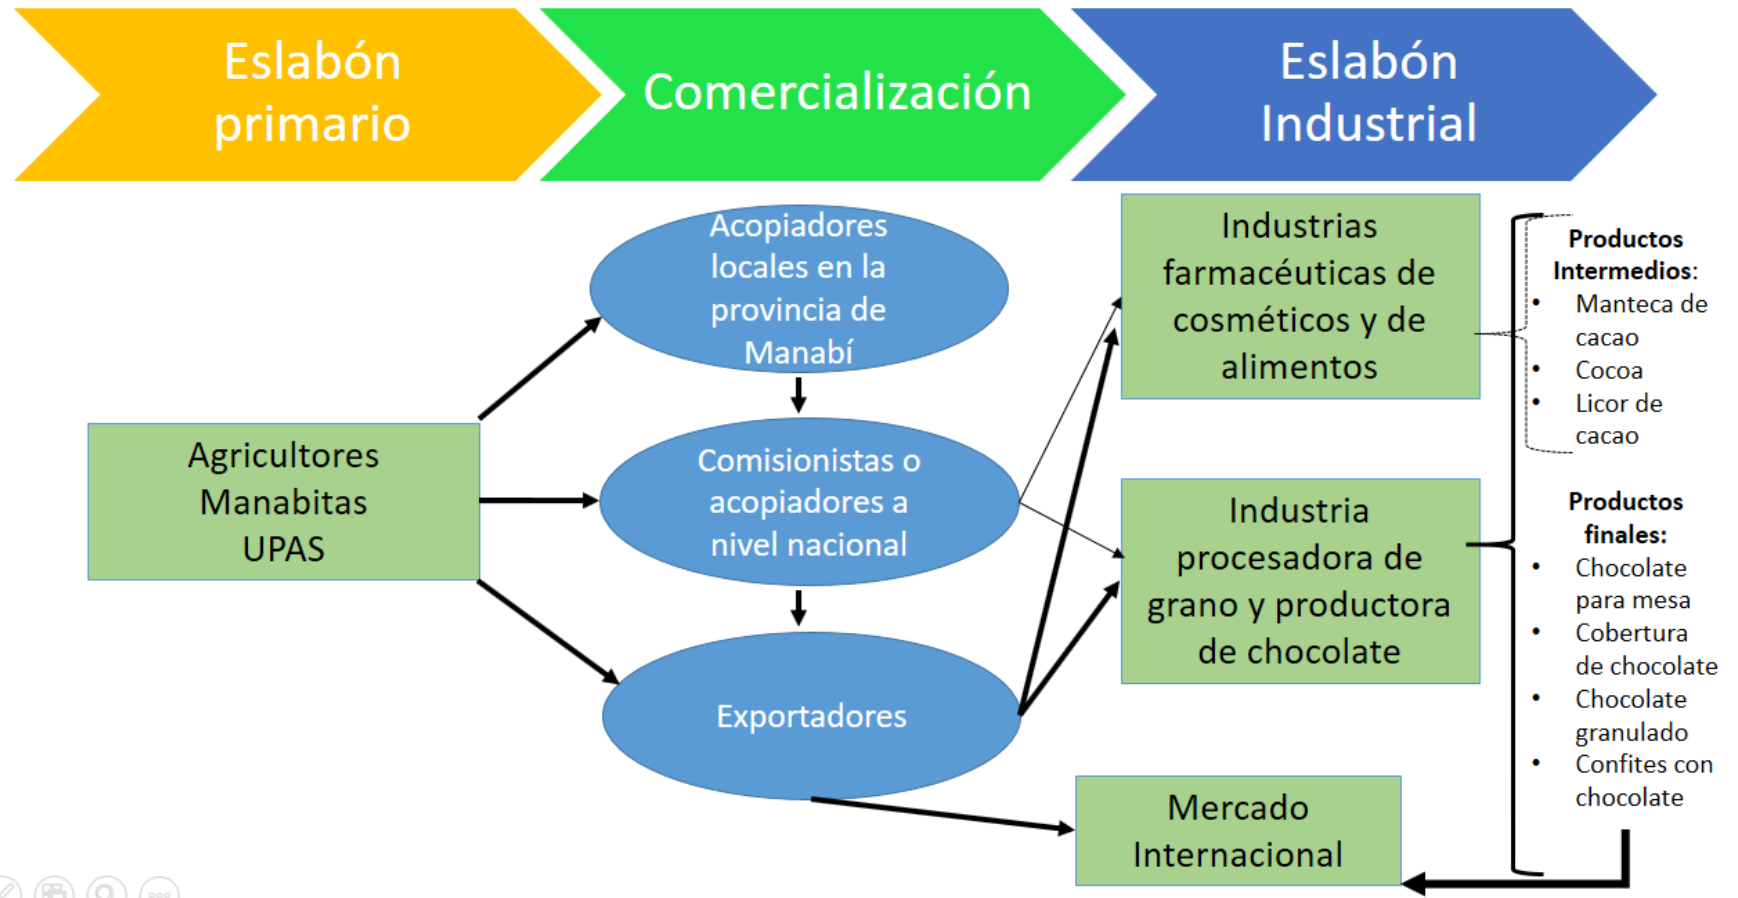 Eslabón
primario
Comercialización
Eslabón
Industrial
Agricultores
Manabitas
UPAS
Acopiadores
locales en la
provincia de
Manabí
Comisionistas o
acopiadores a
nivel nacional
Exportadores
Industrias
farmacéuticas de
cosméticos y de
alimentos
Industria
procesadora de
grano y productora
de chocolate
Mercado
Internacional
Productos
Intermedios:
• Manteca de
cacao
• Cocoa
• Licor de
cacao
Productos
finales:
• Chocolate
para mesa
• Cobertura
de chocolate
• Chocolate
granulado
• Confites con
chocolate